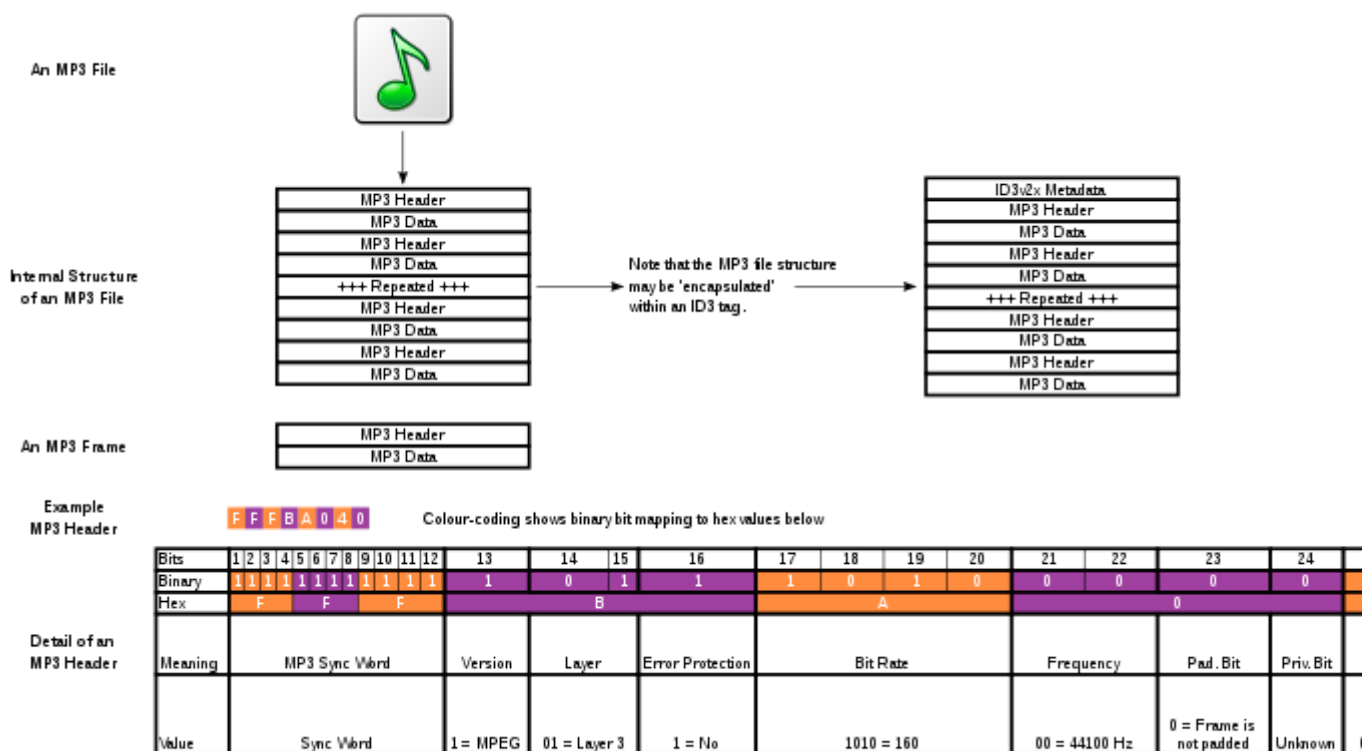 An MP3 File
MP3 Header
MP3 Data
MP3 Header
MP3 Data
+++ Repeated +++
MP3 Header
MP3 Data
MP3 Header
MP3 Data
Internal Structure
of an MP3 File
Note that the MP3 file structure
may be 'encapsulated'
within an ID3 tag.
ID3v2x Metadata
MP3 Header
MP3 Data
MP3 Header
MP3 Data
+++ Repeated +++
MP3 Header
MP3 Data
MP3 Header
MP3 Data
An MP3 Frame
MP3 Header
MP3 Data
Example
MP3 Header
F F F B A 0 4 0
Colour-coding shows binary bit mapping to hex values below
Bits 1 2 3 4 5 6 7 8 9 10 11 12 13 14 15 16 17 18 19 20 21 22 23 24
Binary 1 1 1 1 1 1 1 1 1 1 1 1 1 0 1 1 1 0 1 0 0 0 0 0
Hex F F F B A 0
Detail of an
MP3 Header
Meaning MP3 Sync Word Version Layer Error Protection Bit Rate Frequency Pad. Bit Priv. Bit
Value Sync Word 1 = MPEG 01 = Layer 3 1 = No 1010 = 160 00 = 44100 Hz 0 = Frame is
not padded Unknown